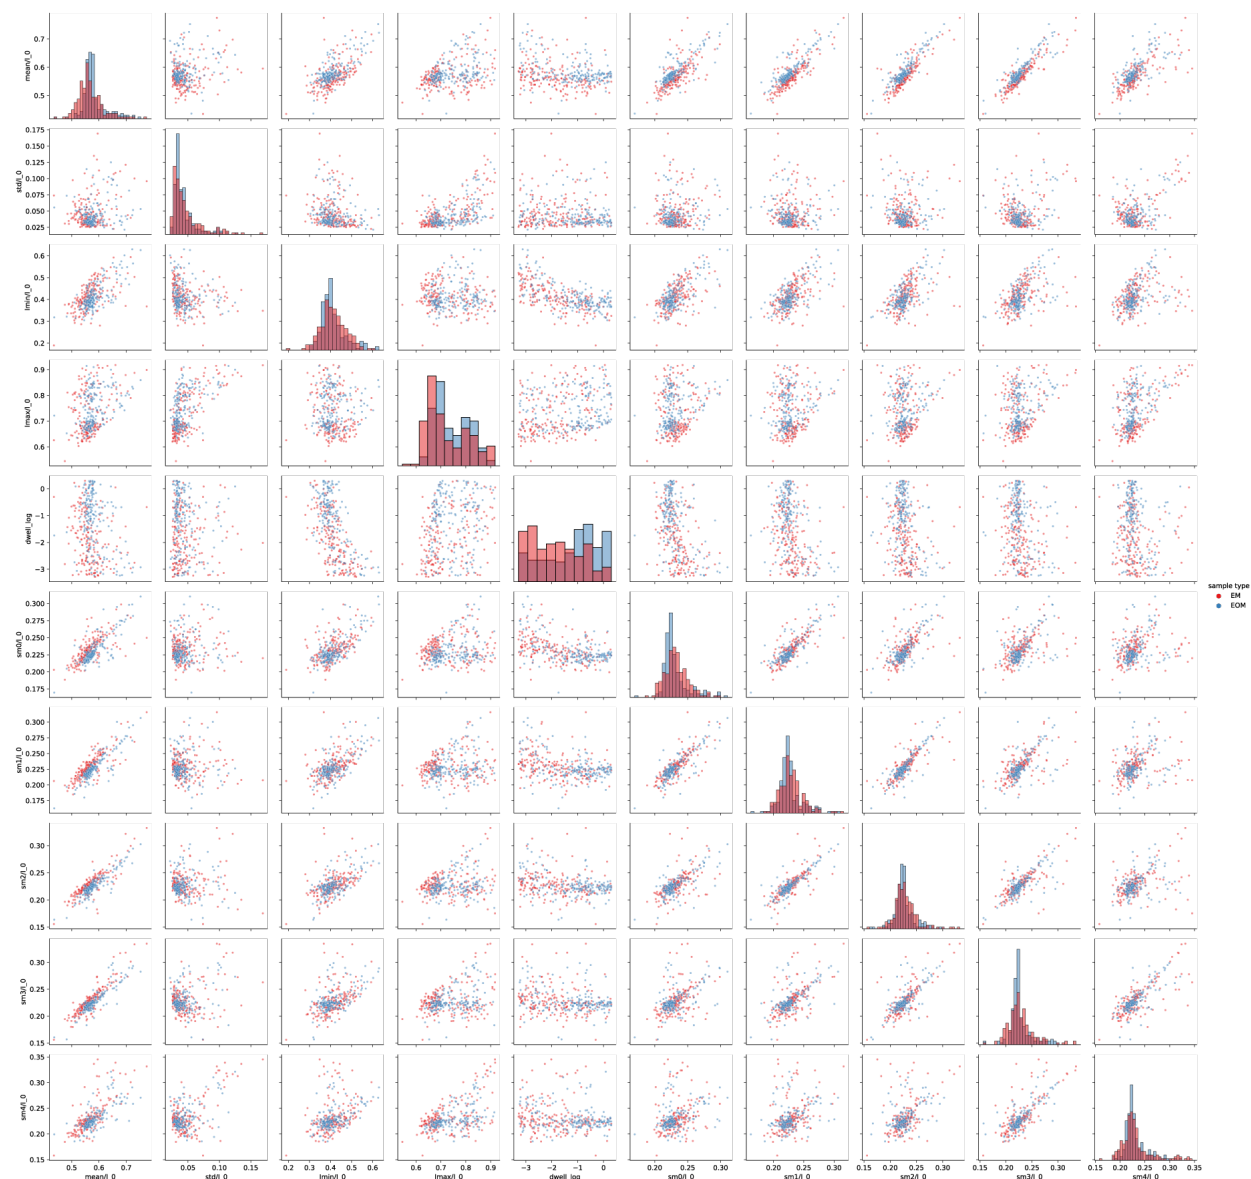 0.7
0.6
0.5
mean/I_0
0.175
0.150
0.125
0.100
0.075
0.050
0.025
std/I_0
0.6
0.5
0.4
0.3
0.2
Imin/I_0
0.9
0.8
0.7
0.6
Imax/I_0
0
−1
−2
−3
dwell_log
sample type
EM
EOM
0.300
0.275
0.250
0.225
0.200
0.175
sm0/I_0
0.300
0.275
0.250
0.225
0.200
0.175
sm1/I_0
0.30
0.25
0.20
0.15
sm2/I_0
0.30
0.25
0.20
0.15
sm3/I_0
0.35
0.30
0.25
0.20
0.15
sm4/I_0
0.5 0.6 0.7
0.05 0.10 0.15
0.2 0.3 0.4 0.5 0.6
0.6 0.7 0.8 0.9
−3 −2 −1 0
0.20 0.25 0.30
0.20 0.25 0.30
0.15 0.20 0.25 0.30
0.15 0.20 0.25 0.30
0.15 0.20 0.25 0.30 0.35
mean/I_0 std/I_0 Imin/I_0 Imax/I_0 dwell_log sm0/I_0 sm1/I_0 sm2/I_0 sm3/I_0 sm4/I_0